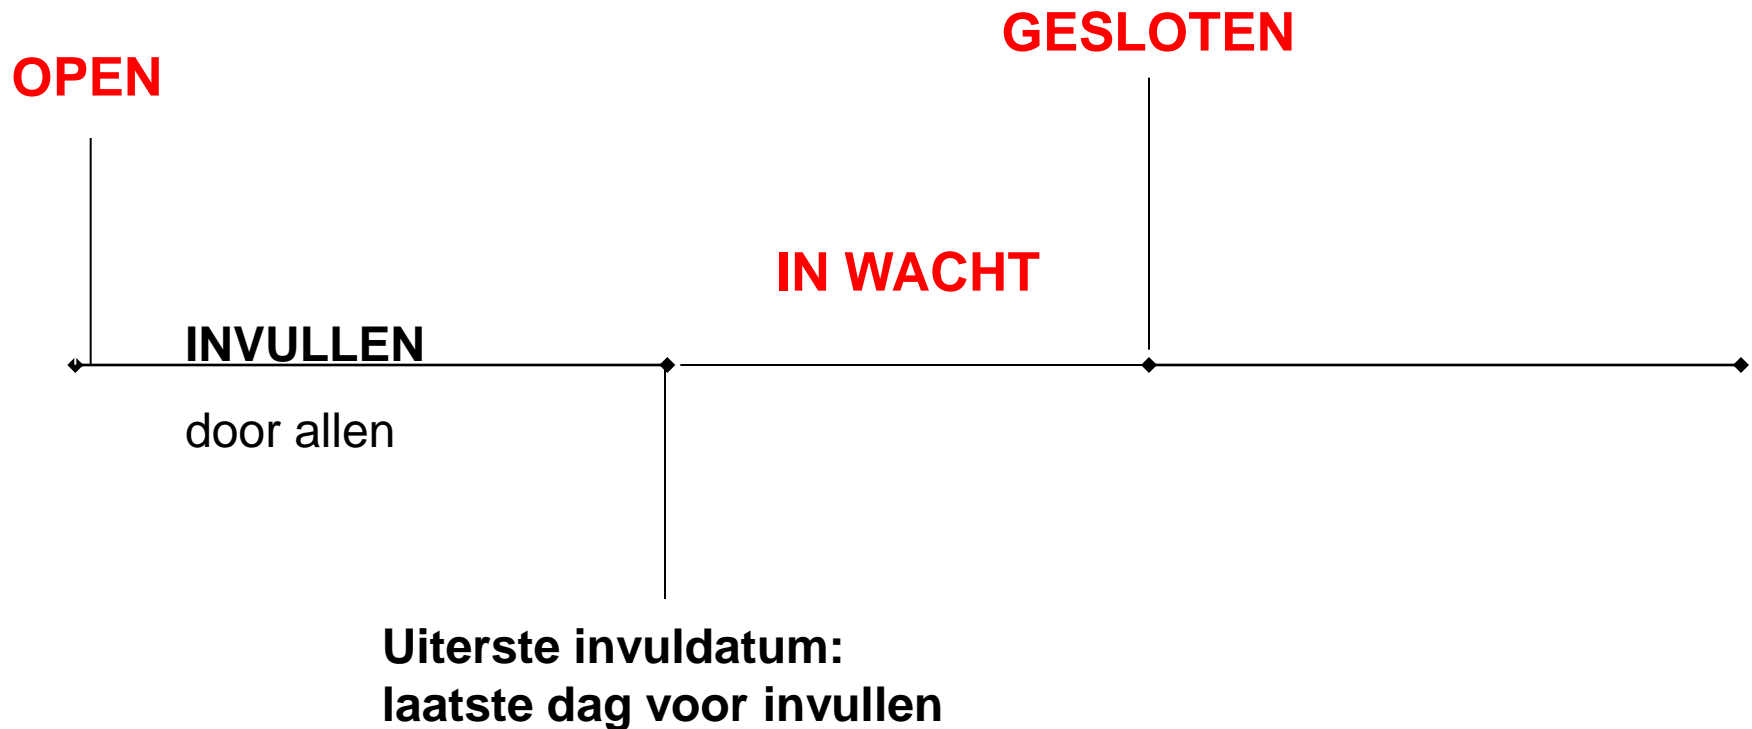 GESLOTEN
OPEN
IN WACHT
INVULLEN
door allen
Uiterste invuldatum:
laatste dag voor invullen